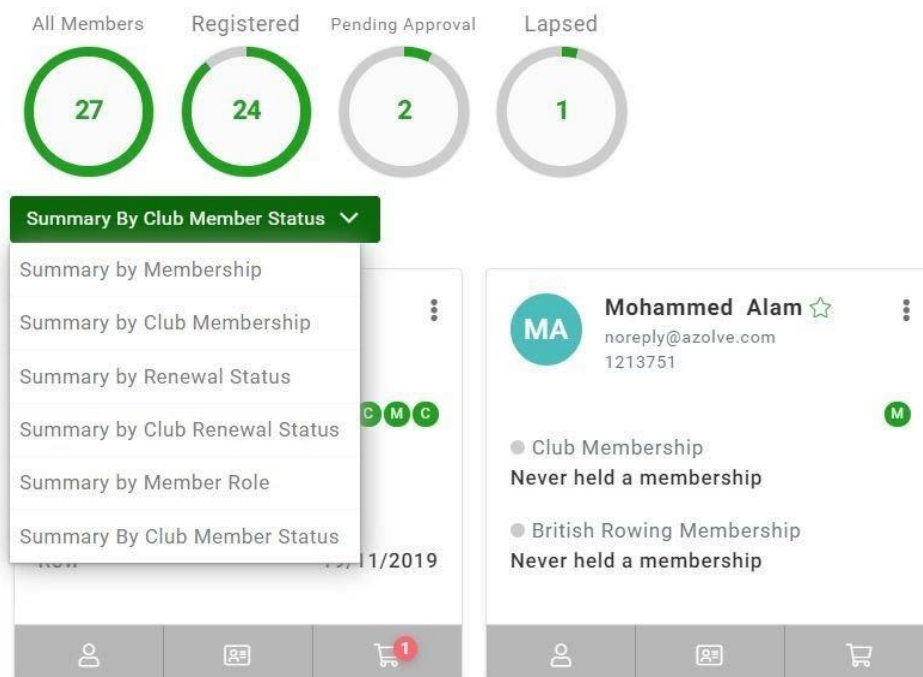 All Members Registered Pending Approval Lapsed
27 24 2 1
Summary By Club Member Status
Summary by Membership
Summary by Club Membership
Summary by Renewal Status
Summary by Club Renewal Status
Summary by Member Role
Summary By Club Member Status
C M C
11/2019
1
MA
Mohammed Alam
noreply@azolve.com
1213751
M
Club Membership
Never held a membership
British Rowing Membership
Never held a membership